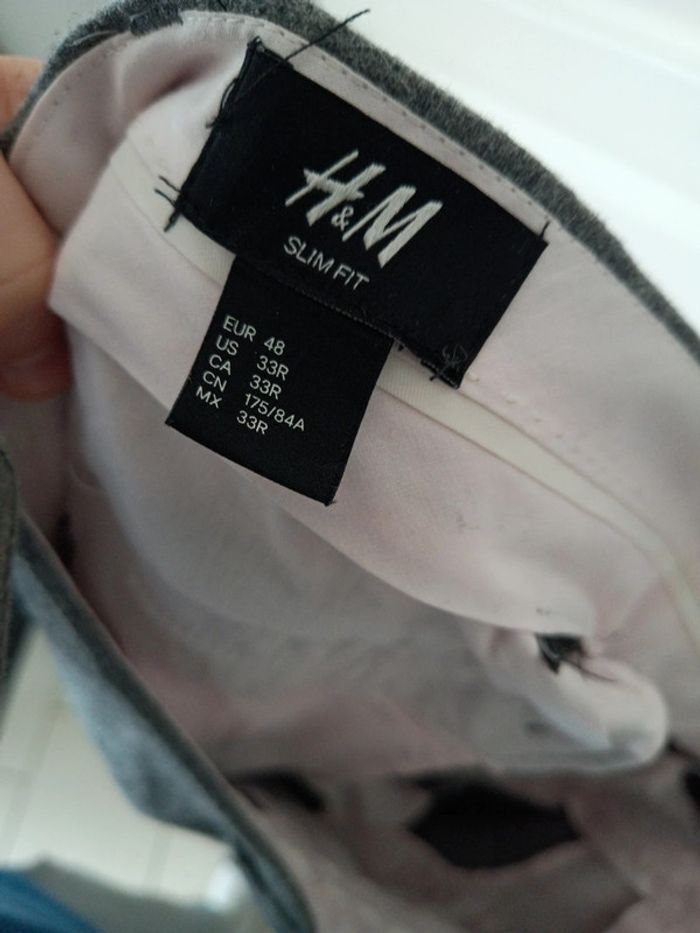 H&M
SLIM FIT
EUR 48
US 33R
CA 33R
CN 175/84A
MX 33R